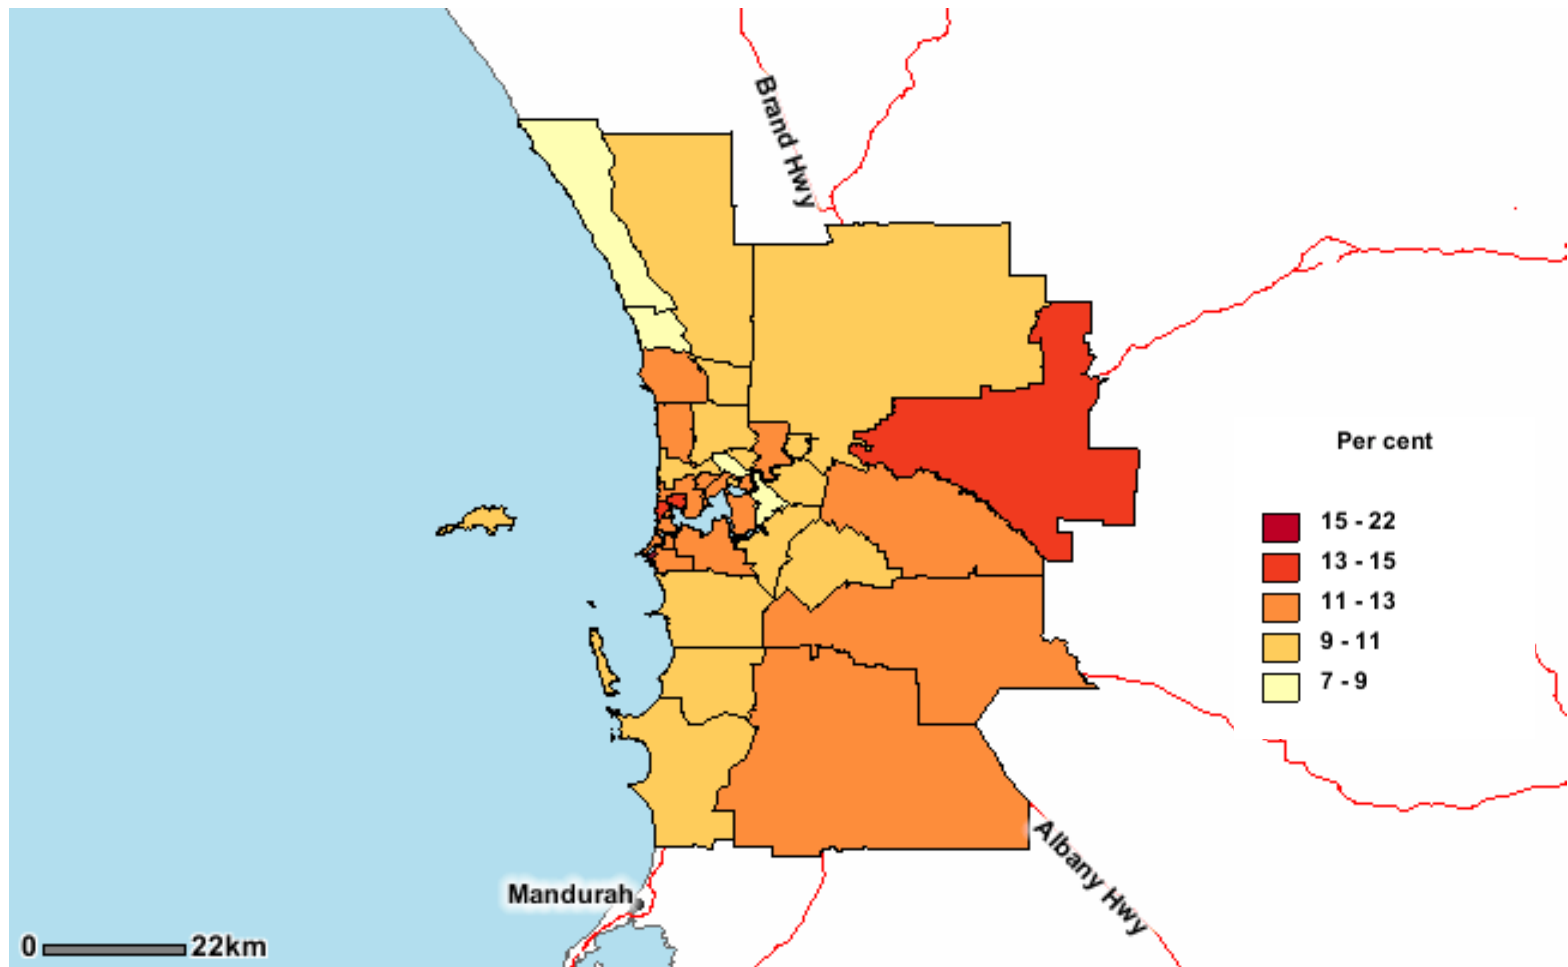 Brand Hwy
Per cent
15 - 22
13 - 15
11 - 13
9 - 11
7 - 9
Albany Hwy
Mandurah
0 22km